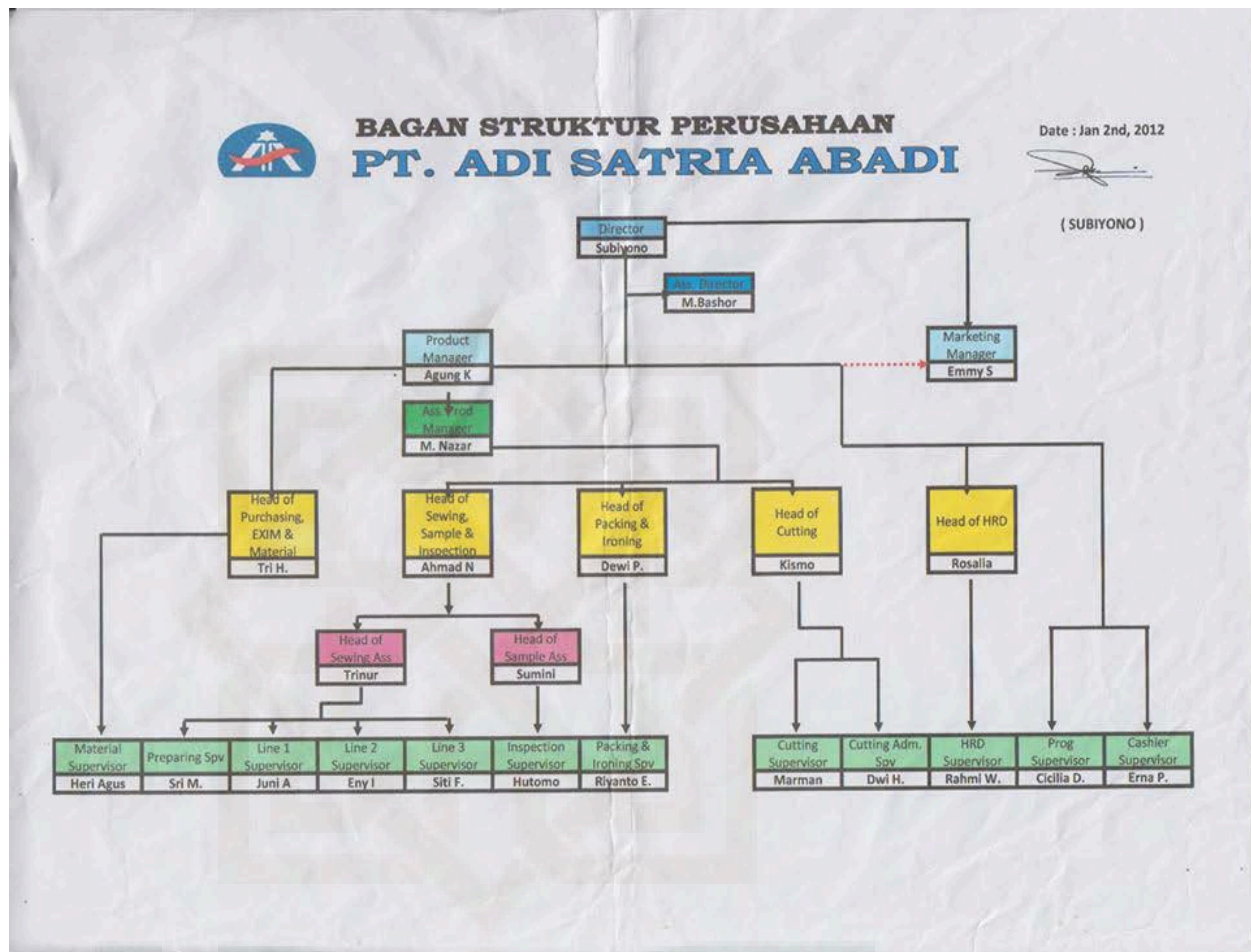 BAGAN STRUKTUR PERUSAHAAN
PT. ADI SATRIA ABADI
Date : Jan 2nd, 2012
( SUBIYONO )
Director
Subiyono
Ass. Director
M.Bashor
Product
Manager
Agung K
Marketing
Manager
Emmy S
Ass. Prod
Manager
M. Nazar
Head of
Purchasing,
EXIM &
Material
Tri H.
Head of
Sewing,
Sample &
Inspection
Ahmad N
Head of
Packing &
Ironing
Dewi P.
Head of
Cutting
Kismo
Head of HRD
Rosalia
Head of
Sewing Ass
Trinur
Head of
Sample Ass
Sumini
Material
Supervisor
Heri Agus
Preparing Spv
Sri M.
Line 1
Supervisor
Juni A
Line 2
Supervisor
Eny I
Line 3
Supervisor
Siti F.
Inspection
Supervisor
Hutomo
Packing &
Ironing Spv
Riyanto E.
Cutting
Supervisor
Marman
Cutting Adm.
Spv
Dwi H.
HRD
Supervisor
Rahmi W.
Prog
Supervisor
Cicilia D.
Cashier
Supervisor
Erna P.